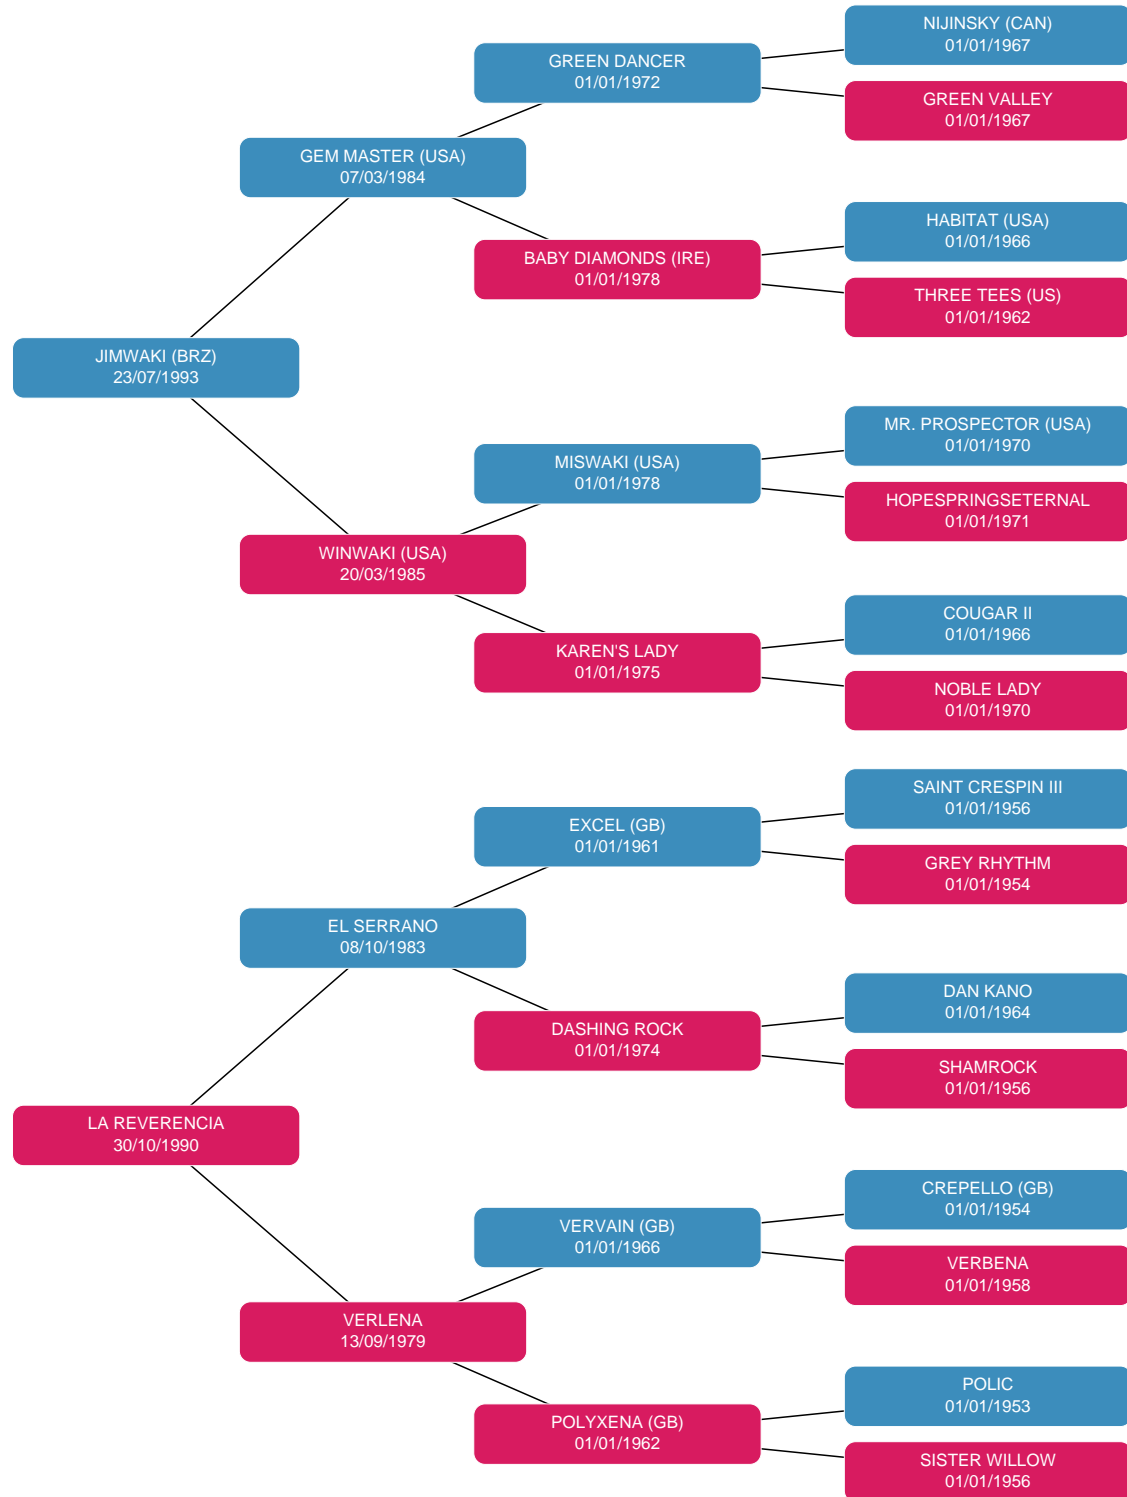 NIJINSKY (CAN)
01/01/1967
GREEN DANCER
01/01/1972
GREEN VALLEY
01/01/1967
GEM MASTER (USA)
07/03/1984
HABITAT (USA)
01/01/1966
BABY DIAMONDS (IRE)
01/01/1978
THREE TEES (US)
01/01/1962
JIMWAKI (BRZ)
23/07/1993
MR. PROSPECTOR (USA)
01/01/1970
MISWAKI (USA)
01/01/1978
HOPESPRINGSETERNAL
01/01/1971
WINWAKI (USA)
20/03/1985
COUGAR II
01/01/1966
KAREN'S LADY
01/01/1975
NOBLE LADY
01/01/1970
SAINT CRESPIN III
01/01/1956
EXCEL (GB)
01/01/1961
GREY RHYTHM
01/01/1954
EL SERRANO
08/10/1983
DAN KANO
01/01/1964
DASHING ROCK
01/01/1974
SHAMROCK
01/01/1956
LA REVERENCIA
30/10/1990
CREPELLO (GB)
01/01/1954
VERVAIN (GB)
01/01/1966
VERBENA
01/01/1958
VERLENA
13/09/1979
POLIC
01/01/1953
POLYXENA (GB)
01/01/1962
SISTER WILLOW
01/01/1956